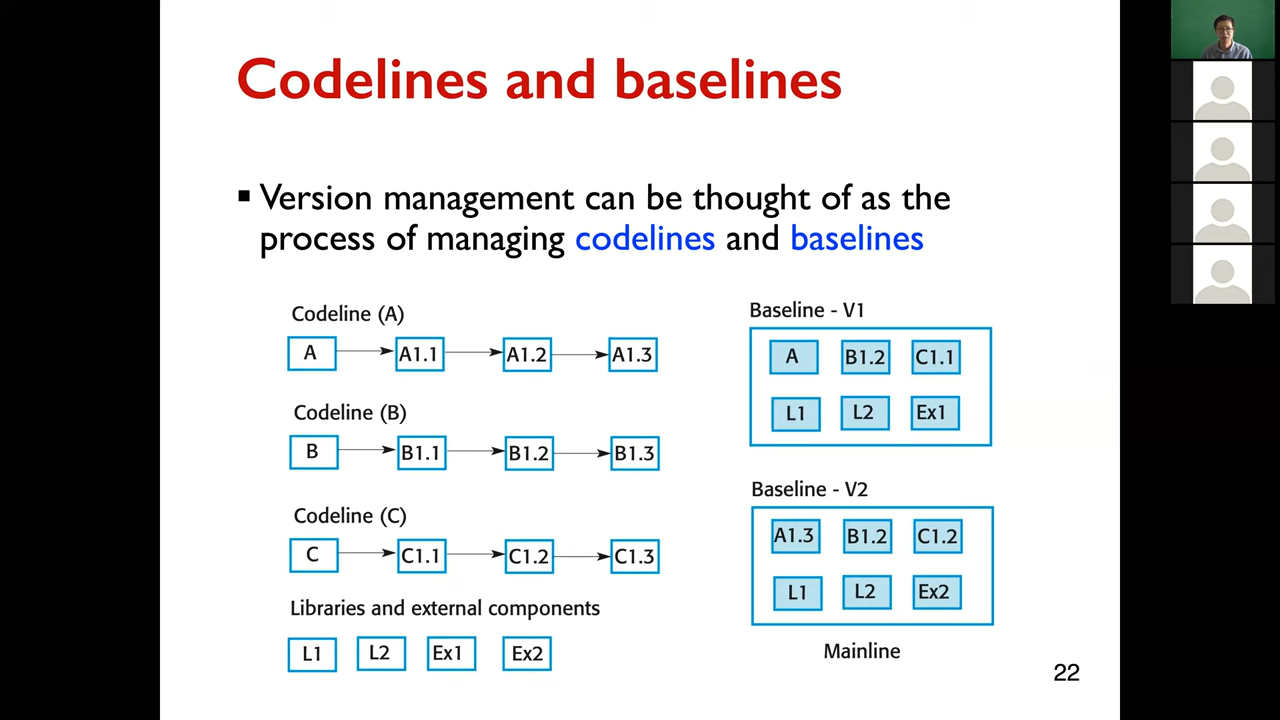 Codelines and baselines
▪ Version management can be thought of as the
process of managing codelines and baselines
Codeline (A)
A A1.1 A1.2 A1.3
Codeline (B)
B B1.1 B1.2 B1.3
Codeline (C)
C C1.1 C1.2 C1.3
Libraries and external components
L1 L2 Ex1 Ex2
Baseline - V1
A B1.2 C1.1
L1 L2 Ex1
Baseline - V2
A1.3 B1.2 C1.2
L1 L2 Ex2
Mainline
22